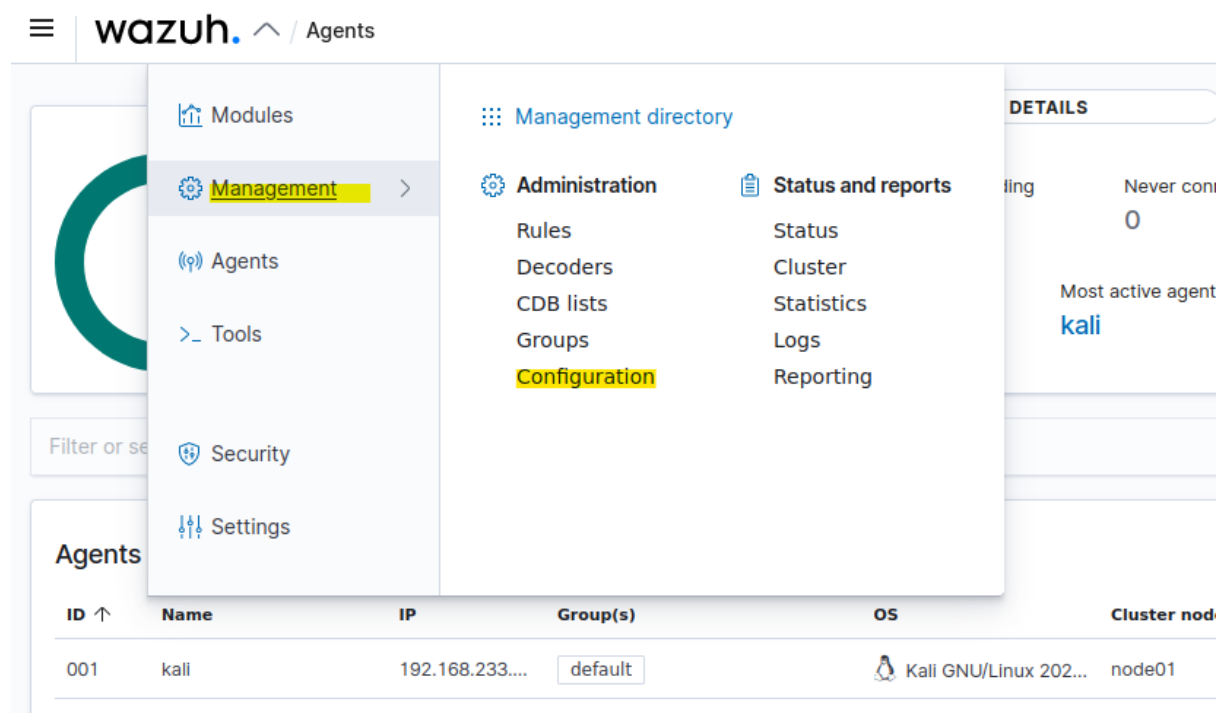 wazuh. / Agents
Modules
Management
Agents
Tools
Security
Settings
Management directory
Administration
Rules
Decoders
CDB lists
Groups
Configuration
Status and reports
Status
Cluster
Statistics
Logs
Reporting
DETAILS
Never conn
0
Most active agent
kali
Filter or se
Agents
ID Name IP Group(s) OS Cluster node
001 kali 192.168.233.... default Kali GNU/Linux 202... node01